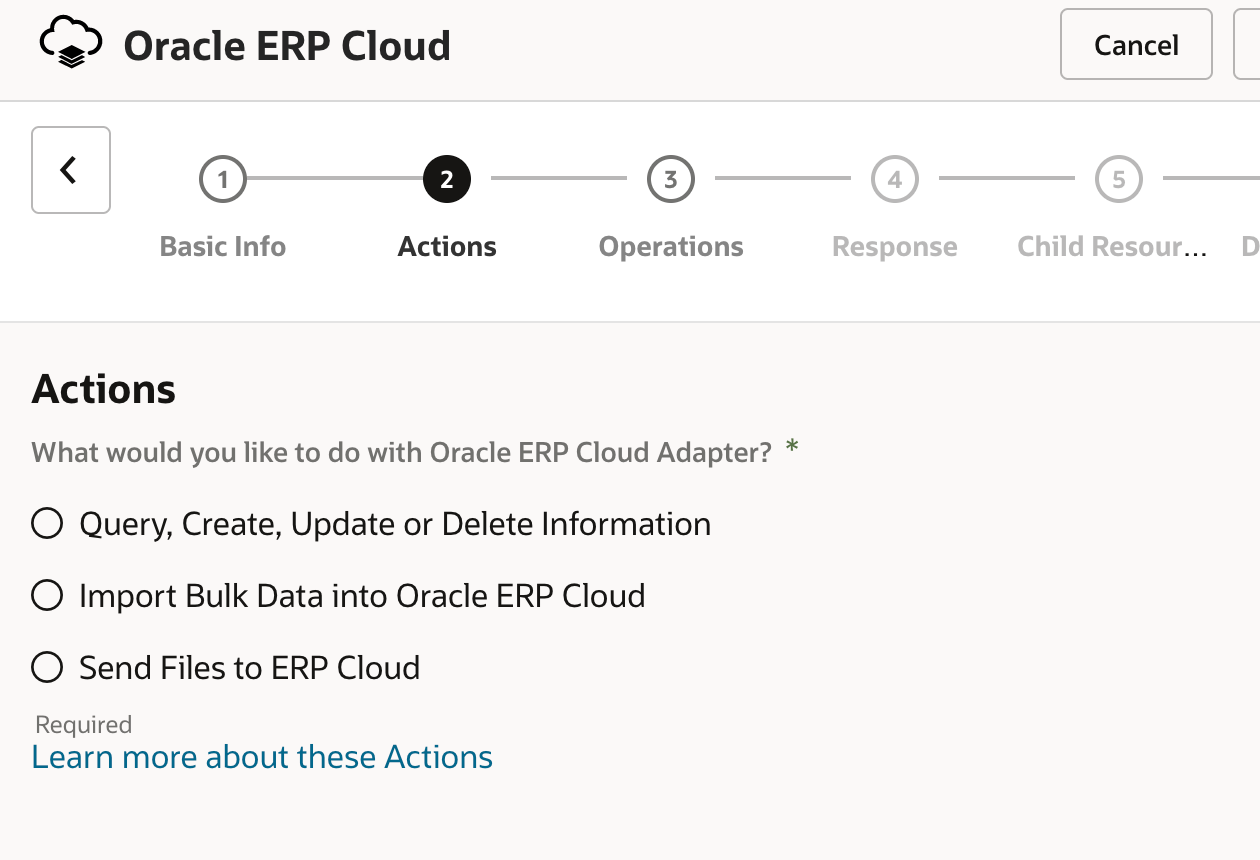 Oracle ERP Cloud
Cancel
1 2 3 4 5
Basic Info Actions Operations Response Child Resour... D
Actions
What would you like to do with Oracle ERP Cloud Adapter? *
Query, Create, Update or Delete Information
Import Bulk Data into Oracle ERP Cloud
Send Files to ERP Cloud
Required
Learn more about these Actions